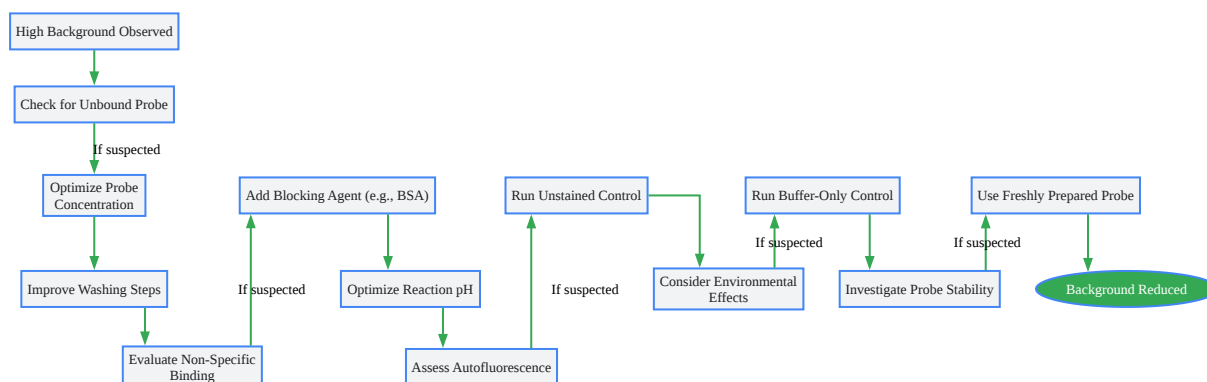 High Background Observed
Check for Unbound Probe
If suspected
Optimize Probe
Concentration
Improve Washing Steps
Evaluate Non-Specific
Binding
If suspected
Add Blocking Agent (e.g., BSA)
Optimize Reaction pH
Assess Autofluorescence
If suspected
Run Unstained Control
Consider Environmental
Effects
If suspected
Run Buffer-Only Control
Investigate Probe Stability
If suspected
Use Freshly Prepared Probe
Background Reduced